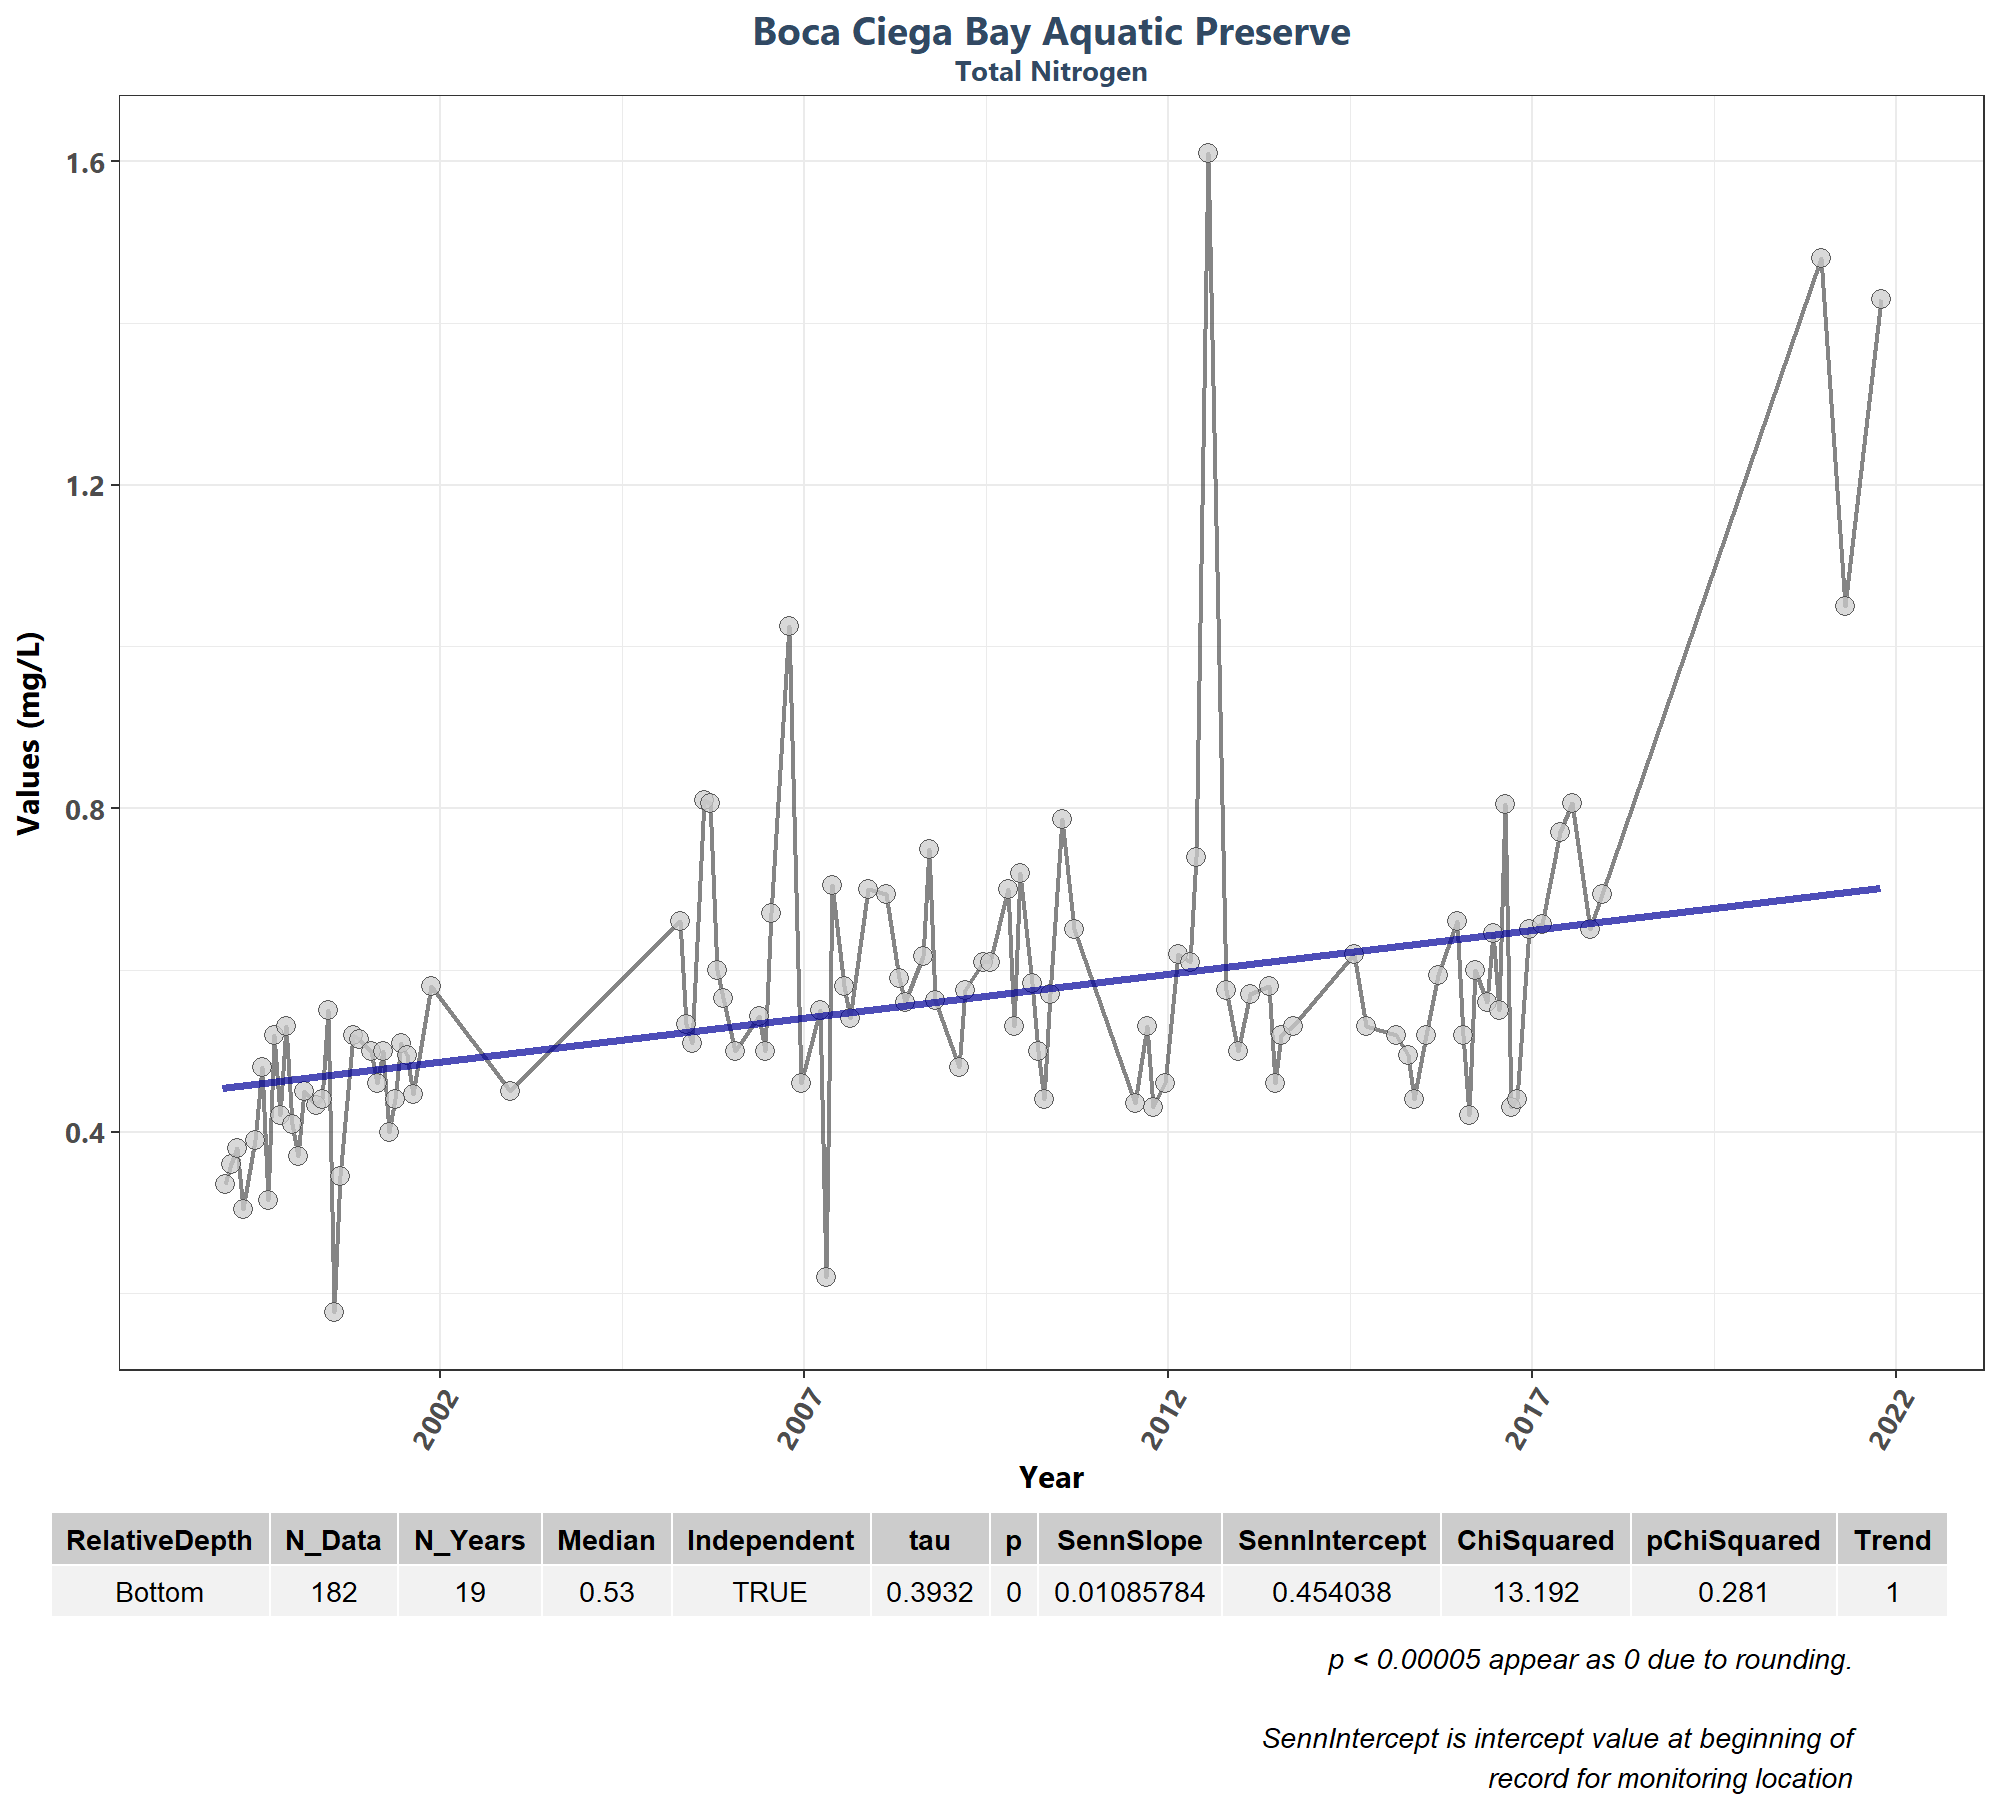 Boca Ciega Bay Aquatic Preserve
Total Nitrogen
Values (mg/L)
1.6
1.2
0.8
0.4
2002 2007 2012 2017 2022
Year
RelativeDepth N_Data N_Years Median Independent tau p SennSlope SennIntercept ChiSquared pChiSquared Trend
Bottom 182 19 0.53 TRUE 0.3932 0 0.01085784 0.454038 13.192 0.281 1
p < 0.00005 appear as 0 due to rounding.
SennIntercept is intercept value at beginning of
record for monitoring location